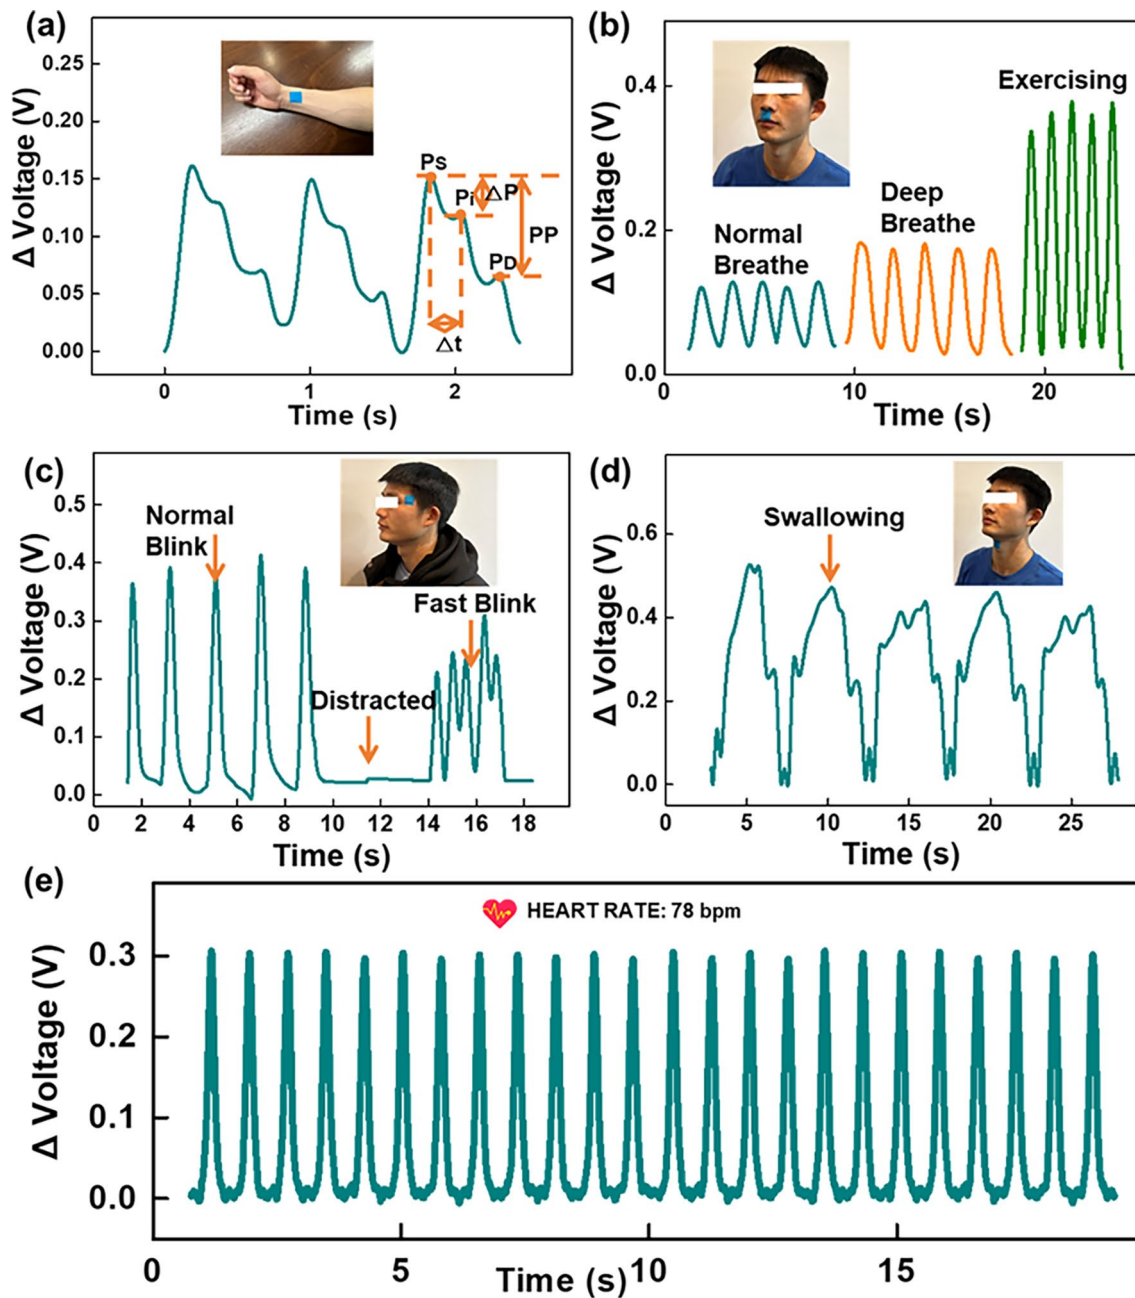 (a)
Δ Voltage (V)
0.25
0.20
0.15
0.10
0.05
0.00
Ps
Pi
ΔP
PP
PD
Δt
0
1
2
Time (s)
(b)
Δ Voltage (V)
0.4
0.2
0.0
Exercising
Deep
Breathe
Normal
Breathe
0
10
20
Time (s)
(c)
Δ Voltage (V)
0.5
0.4
0.3
0.2
0.1
0.0
Normal
Blink
Fast Blink
Distracted
0 2 4 6 8 10 12 14 16 18
Time (s)
(d)
Δ Voltage (V)
0.6
0.4
0.2
0.0
Swallowing
0 5 10 15 20 25
Time (s)
(e)
HEART RATE: 78 bpm
Δ Voltage (V)
0.3
0.2
0.1
0.0
0 5 10 15
Time (s)